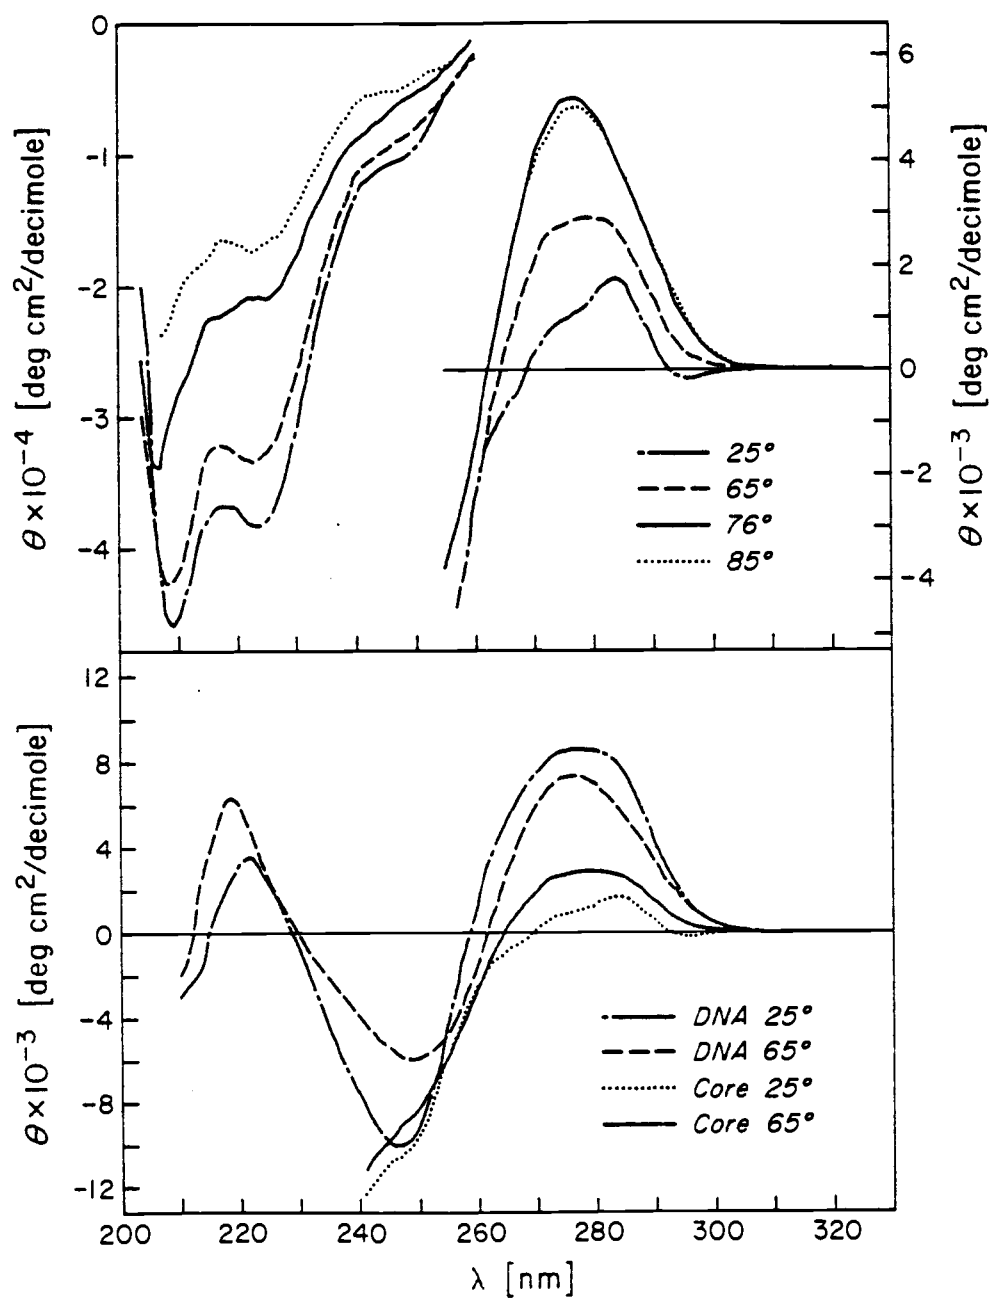 0
-1
-2
-3
-4
θ×10⁻⁴ [deg cm²/decimole]
6
4
2
0
-2
-4
θ×10⁻³ [deg cm²/decimole]
25°
65°
76°
85°
12
8
4
0
-4
-8
-12
θ×10⁻³ [deg cm²/decimole]
DNA 25°
DNA 65°
Core 25°
Core 65°
200 220 240 260 280 300 320
λ [nm]